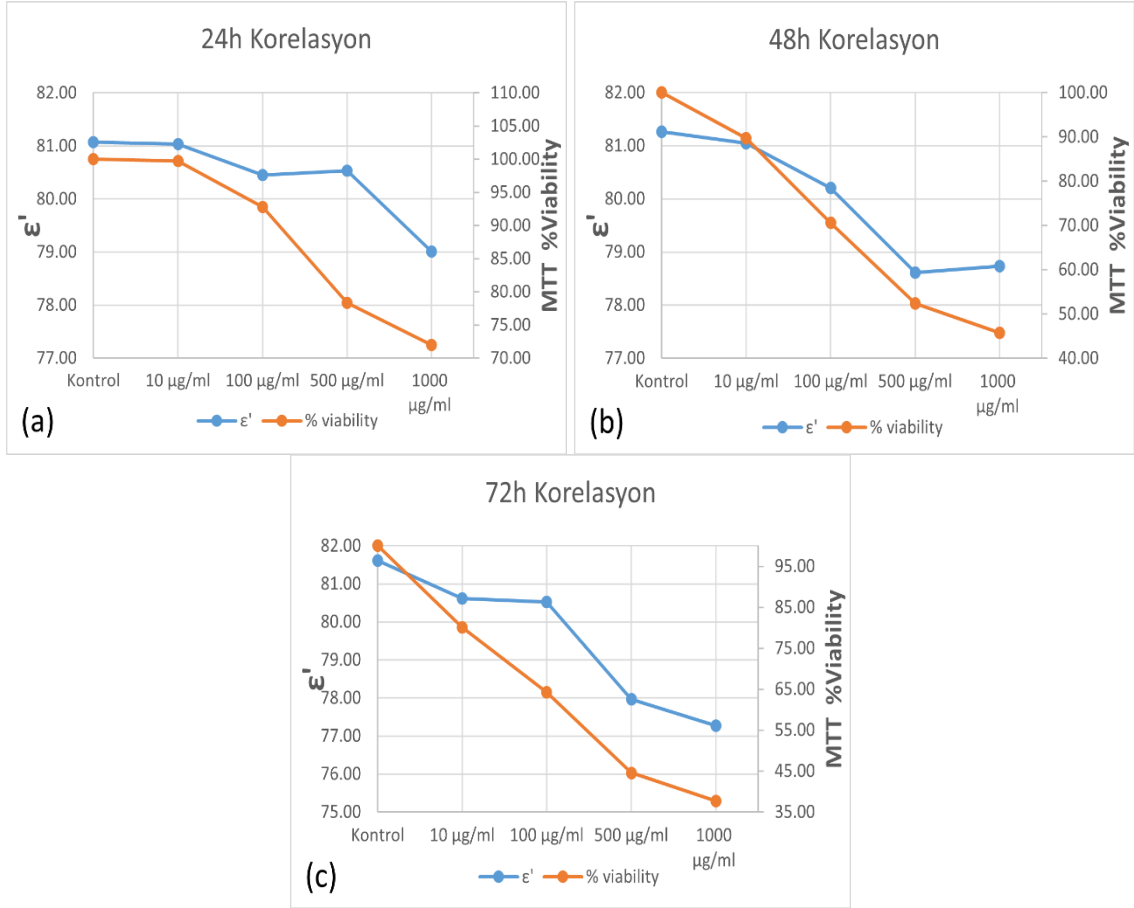 24h Korelasyon
82.00
81.00
80.00
79.00
78.00
77.00
ε'
110.00
105.00
100.00
95.00
90.00
85.00
80.00
75.00
70.00
MTT %Viability
Kontrol 10 µg/ml 100 µg/ml 500 µg/ml 1000 µg/ml
(a)
ε' % viability
48h Korelasyon
82.00
81.00
80.00
79.00
78.00
77.00
ε'
100.00
90.00
80.00
70.00
60.00
50.00
40.00
MTT %Viability
Kontrol 10 µg/ml 100 µg/ml 500 µg/ml 1000
µg/ml
(b)
ε' % viability
72h Korelasyon
82.00
81.00
80.00
79.00
78.00
77.00
76.00
75.00
ε'
95.00
85.00
75.00
65.00
55.00
45.00
35.00
MTT %Viability
Kontrol 10 µg/ml 100 µg/ml 500 µg/ml 1000
µg/ml
(c)
ε' % viability